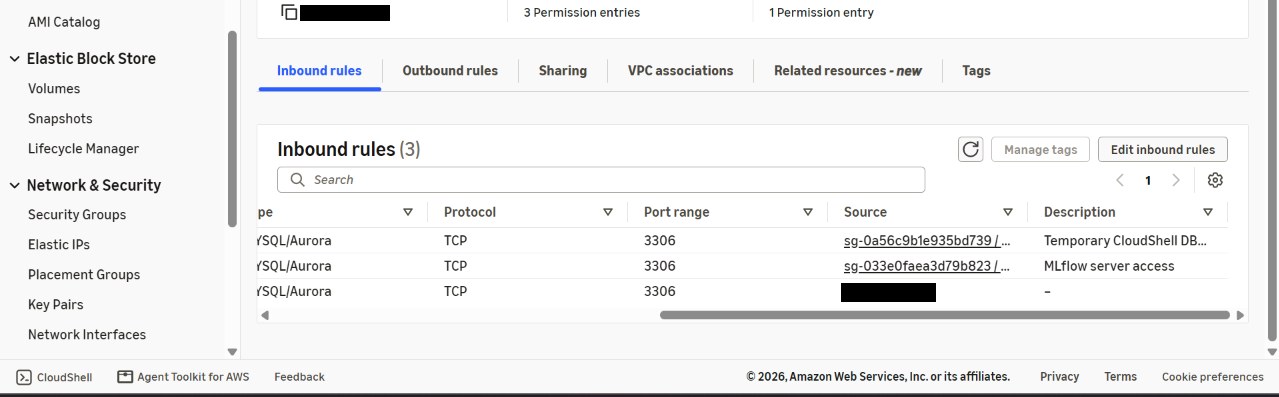 AMI Catalog
Elastic Block Store
Volumes
Snapshots
Lifecycle Manager
Network & Security
Security Groups
Elastic IPs
Placement Groups
Key Pairs
Network Interfaces
3 Permission entries 1 Permission entry
Inbound rules Outbound rules Sharing VPC associations Related resources - new Tags
Inbound rules (3) Manage tags Edit inbound rules
Search 1
pe Protocol Port range Source Description
YSQL/Aurora TCP 3306 sg-0a56c9b1e935bd739 / ... Temporary CloudShell DB...
YSQL/Aurora TCP 3306 sg-033e0faea3d79b823 / ... MLflow server access
YSQL/Aurora TCP 3306 –
CloudShell Agent Toolkit for AWS Feedback © 2026, Amazon Web Services, Inc. or its affiliates. Privacy Terms Cookie preferences